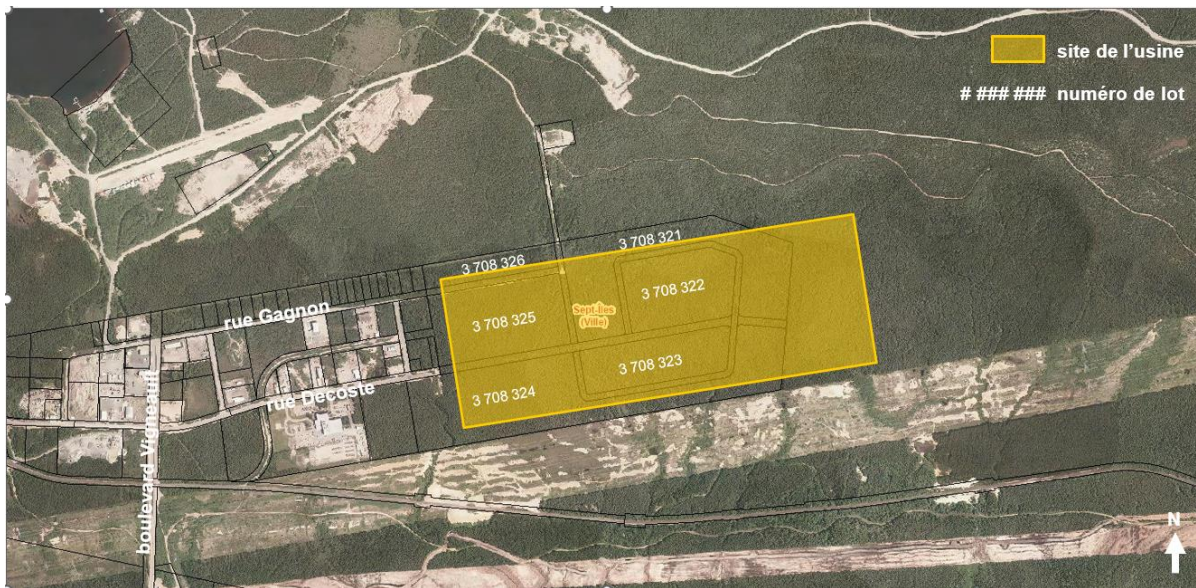 site de l'usine
# ### ### numéro de lot
3 708 321
3 708 326
3 708 322
rue Gagnon
Sept-Îles
(Ville)
3 708 325
3 708 323
rue Decoste
3 708 324
boulevard Vigneault
N